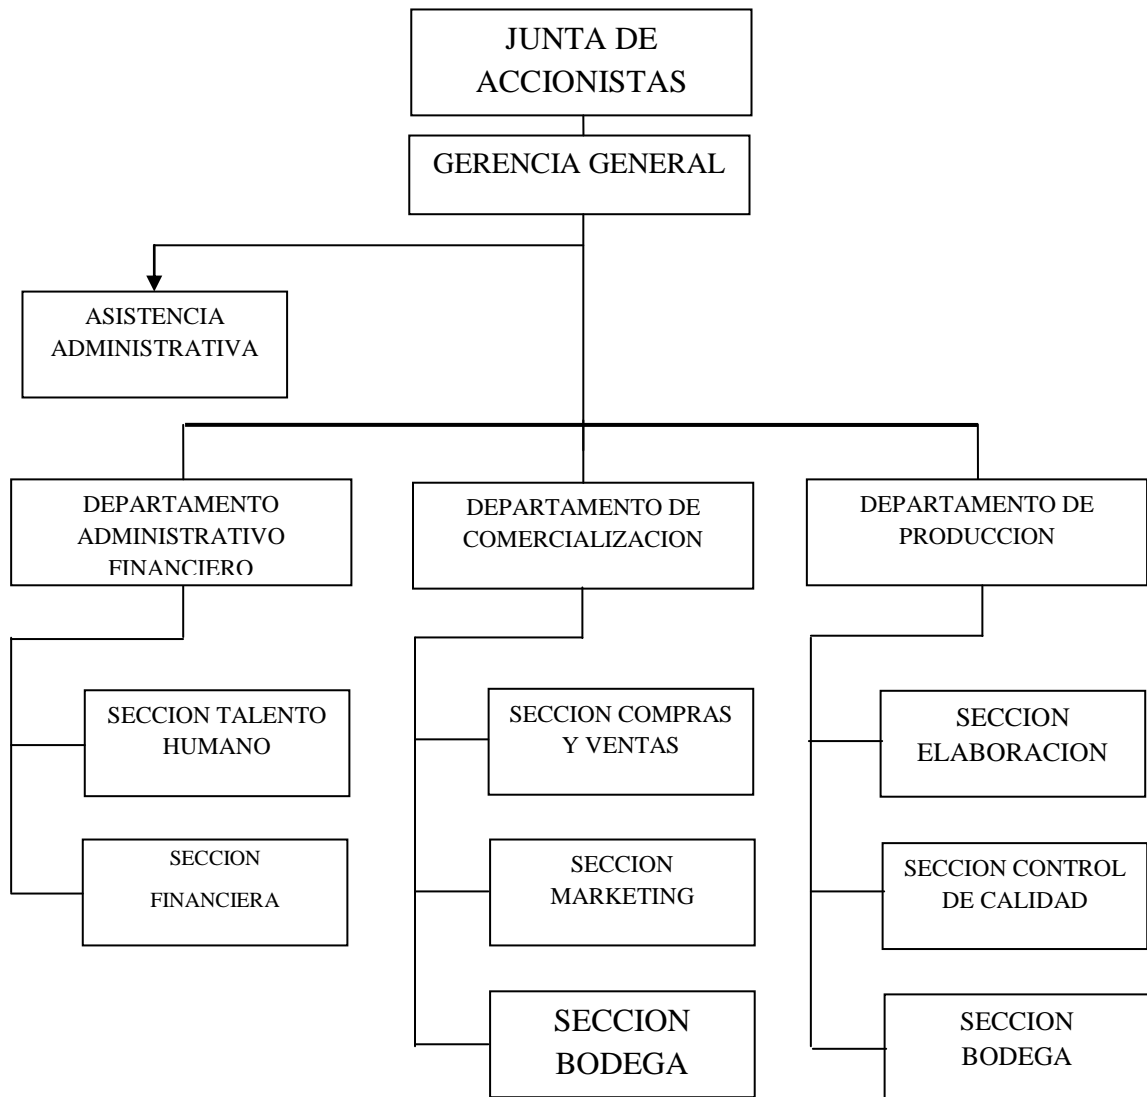 JUNTA DE
ACCIONISTAS
GERENCIA GENERAL
ASISTENCIA
ADMINISTRATIVA
DEPARTAMENTO
ADMINISTRATIVO
FINANCIERO
DEPARTAMENTO DE
COMERCIALIZACION
DEPARTAMENTO DE
PRODUCCION
SECCION TALENTO
HUMANO
SECCION COMPRAS
Y VENTAS
SECCION
ELABORACION
SECCION
FINANCIERA
SECCION
MARKETING
SECCION CONTROL
DE CALIDAD
SECCION
BODEGA
SECCION
BODEGA